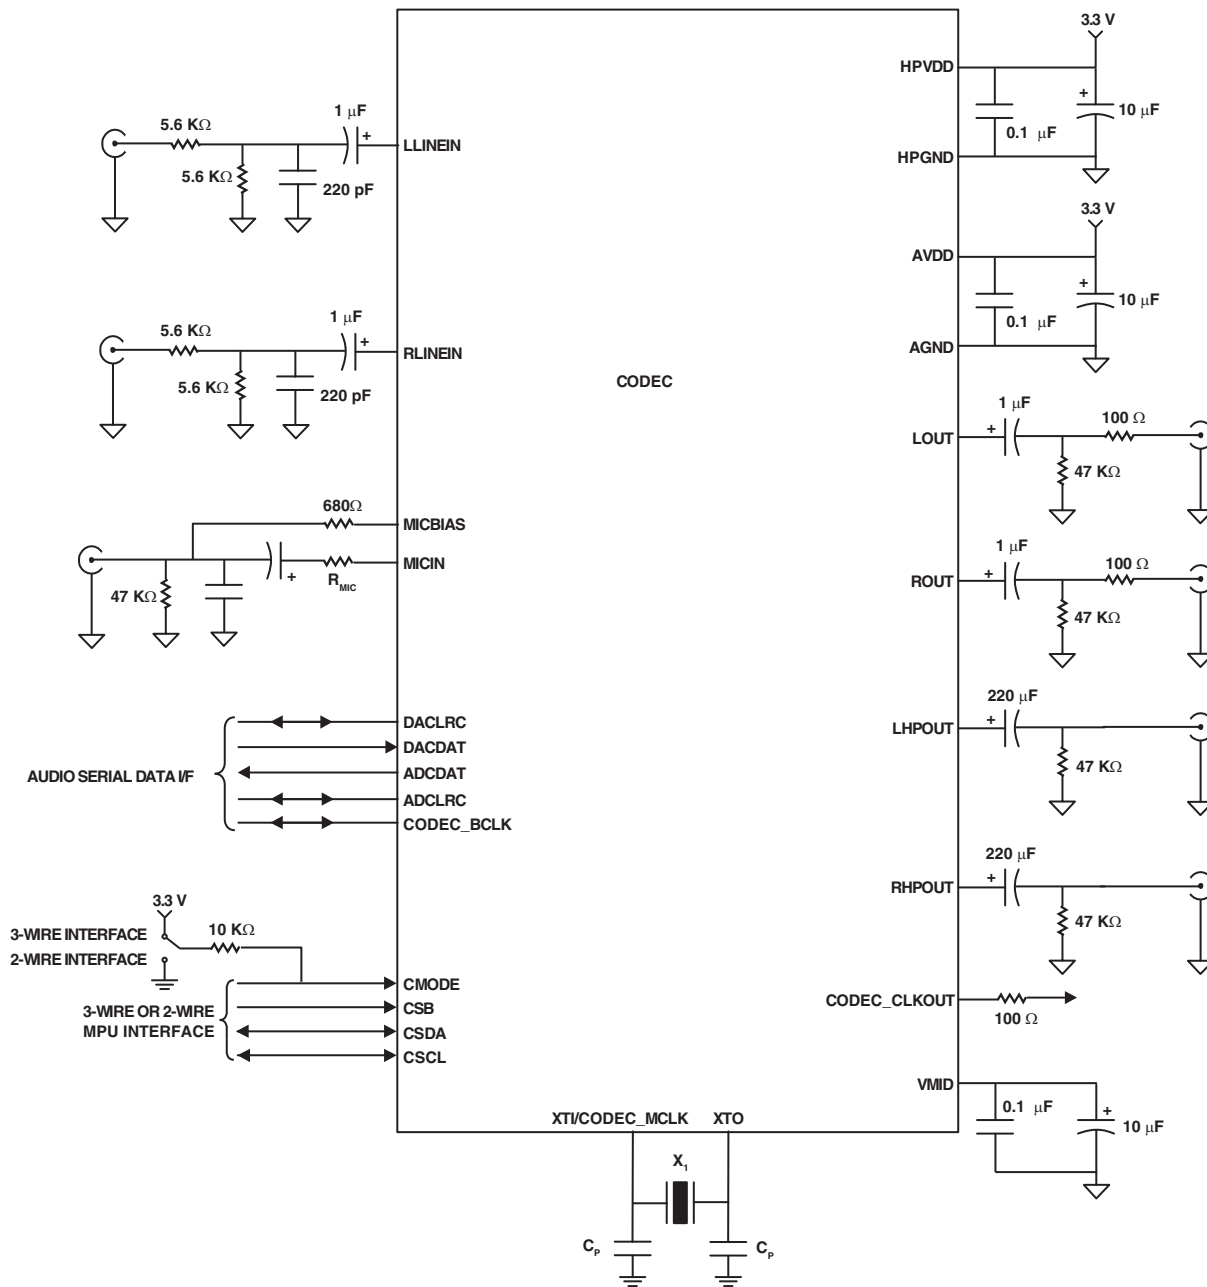 3.3 V
HPVDD
+
10 μF
0.1 μF
HPGND
1 μF
5.6 KΩ
+
LLINEIN
5.6 KΩ
220 pF
3.3 V
AVDD
+
10 μF
0.1 μF
AGND
1 μF
5.6 KΩ
+
RLINEIN
5.6 KΩ
220 pF
CODEC
1 μF
100 Ω
LOUT
+
47 KΩ
680Ω
MICBIAS
MICIN
+
R_MIC
47 KΩ
1 μF
100 Ω
ROUT
+
47 KΩ
AUDIO SERIAL DATA I/F
DACLRC
DACDAT
ADCDAT
ADCLRC
CODEC_BCLK
220 μF
LHPOUT
+
47 KΩ
220 μF
RHPOUT
+
47 KΩ
3.3 V
10 KΩ
3-WIRE INTERFACE
2-WIRE INTERFACE
3-WIRE OR 2-WIRE
MPU INTERFACE
CMODE
CSB
CSDA
CSCL
CODEC_CLKOUT
100 Ω
VMID
0.1 μF
+
10 μF
XTI/CODEC_MCLK
XTO
X₁
C_P
C_P